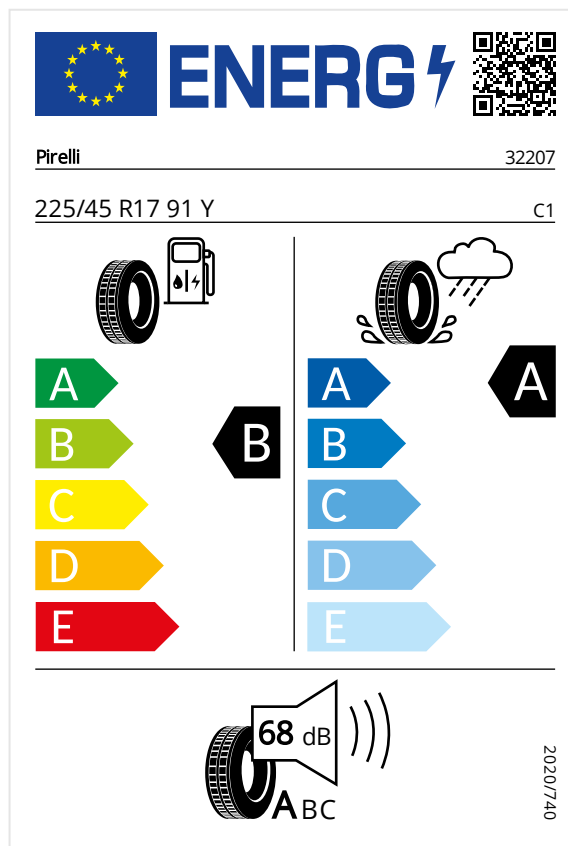 ENERG
Pirelli
32207
225/45 R17 91 Y
C1
A
B
C
D
E
B
A
B
C
D
E
A
68 dB
ABC
2020/740